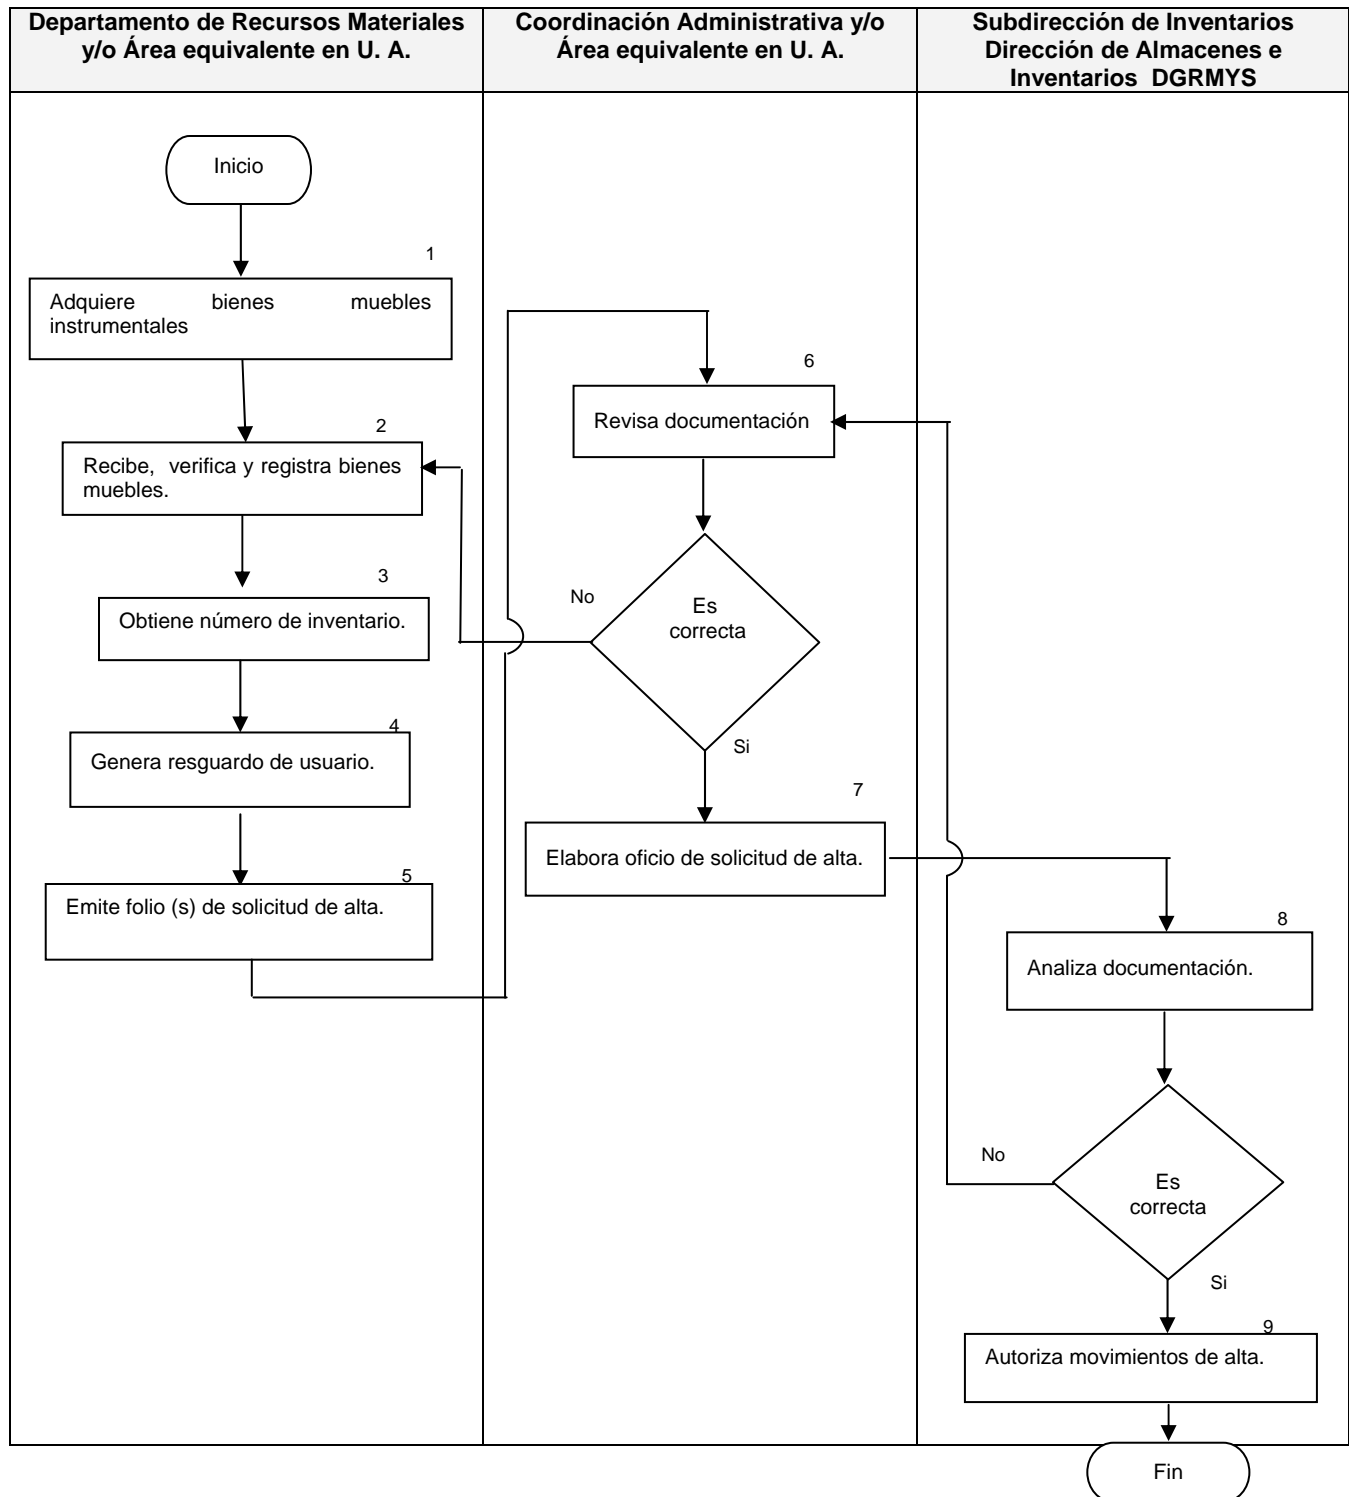 Departamento de Recursos Materiales
y/o Área equivalente en U. A.
Coordinación Administrativa y/o
Área equivalente en U. A.
Subdirección de Inventarios
Dirección de Almacenes e
Inventarios DGRMYS
Inicio
1
Adquiere bienes muebles
instrumentales
2
Recibe, verifica y registra bienes
muebles.
3
Obtiene número de inventario.
4
Genera resguardo de usuario.
5
Emite folio (s) de solicitud de alta.
6
Revisa documentación
No
Es
correcta
Si
7
Elabora oficio de solicitud de alta.
8
Analiza documentación.
No
Es
correcta
Si
9
Autoriza movimientos de alta.
Fin